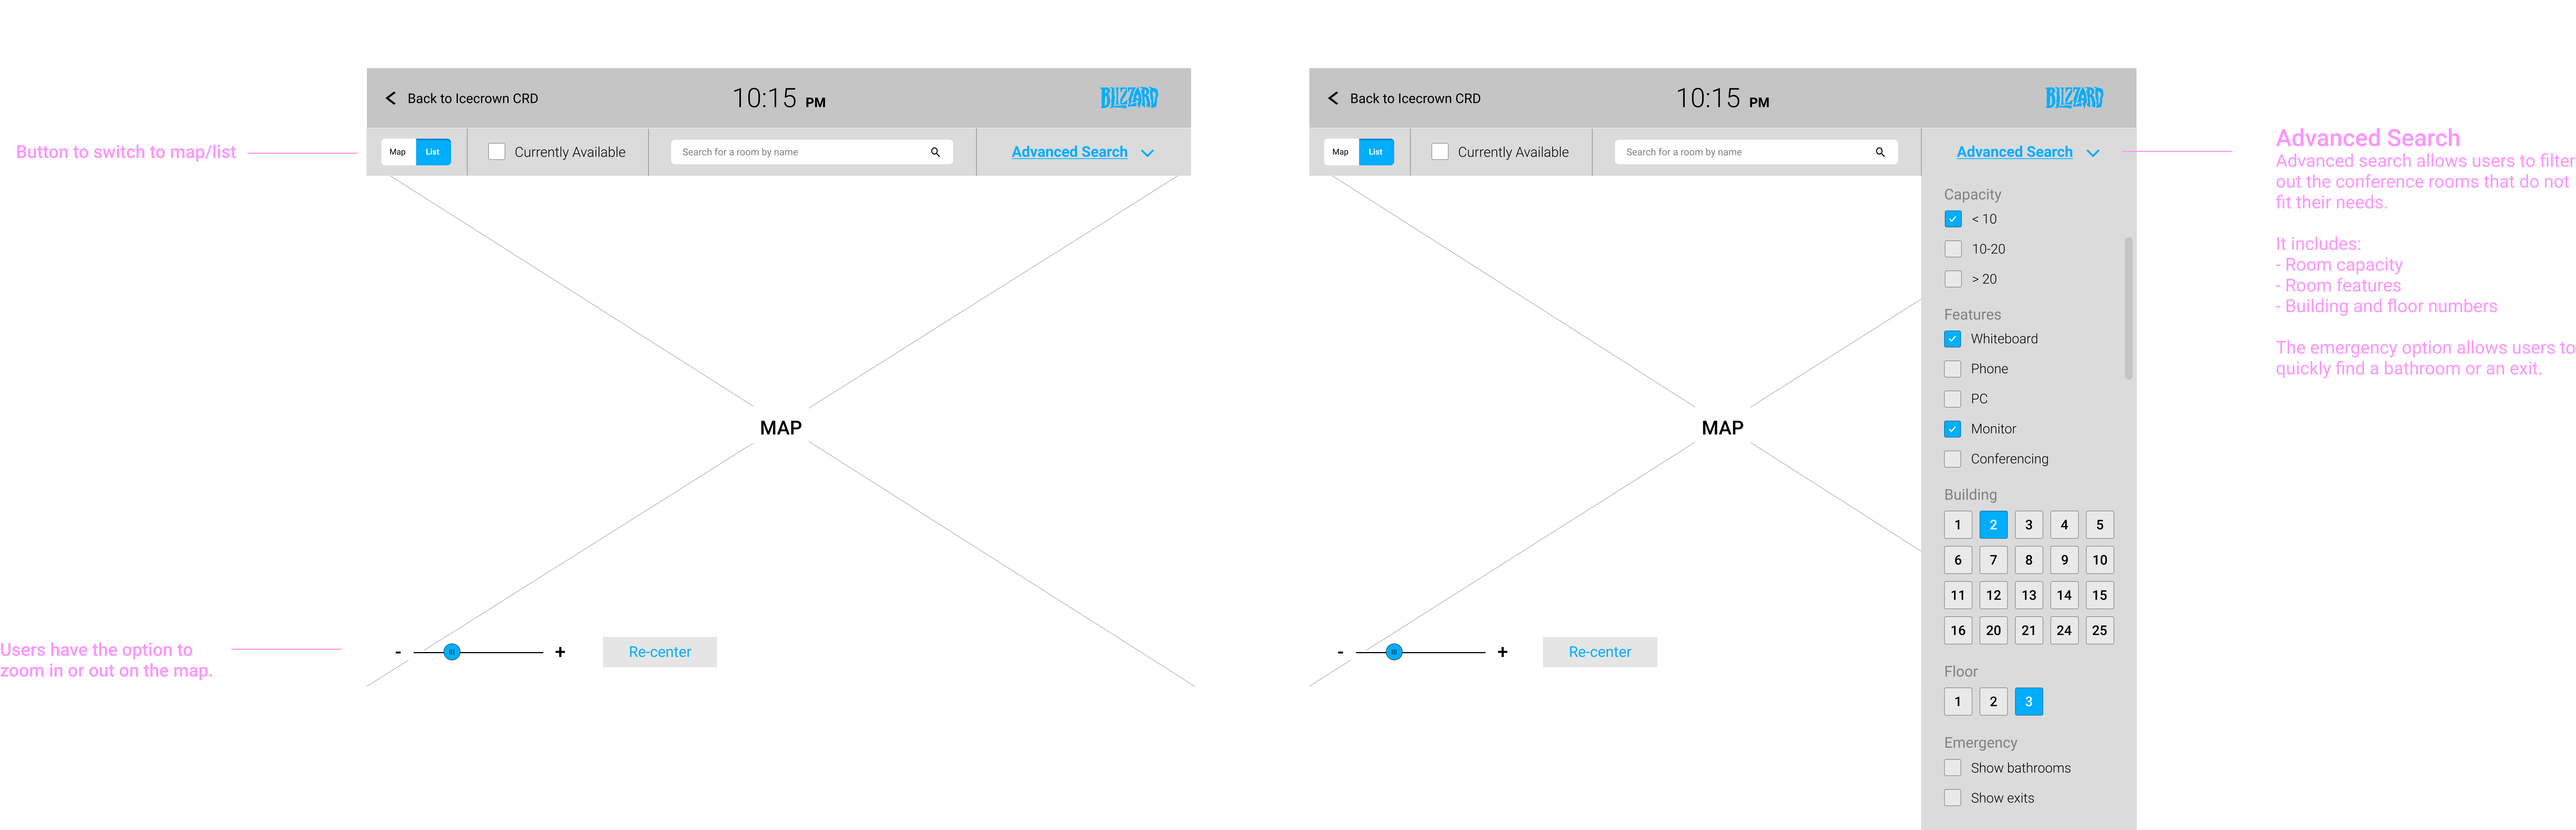 Back to Icecrown CRD
10:15 PM
BLIZZARD
Button to switch to map/list
Map
List
Currently Available
Search for a room by name
Advanced Search
MAP
Users have the option to
zoom in or out on the map.
-
+
Re-center
Back to Icecrown CRD
10:15 PM
BLIZZARD
Map
List
Currently Available
Search for a room by name
Advanced Search
MAP
-
+
Re-center
Capacity
< 10
10-20
> 20
Features
Whiteboard
Phone
PC
Monitor
Conferencing
Building
1 2 3 4 5
6 7 8 9 10
11 12 13 14 15
16 20 21 24 25
Floor
1 2 3
Emergency
Show bathrooms
Show exits
Advanced Search
Advanced search allows users to filter
out the conference rooms that do not
fit their needs.
It includes:
- Room capacity
- Room features
- Building and floor numbers
The emergency option allows users to
quickly find a bathroom or an exit.